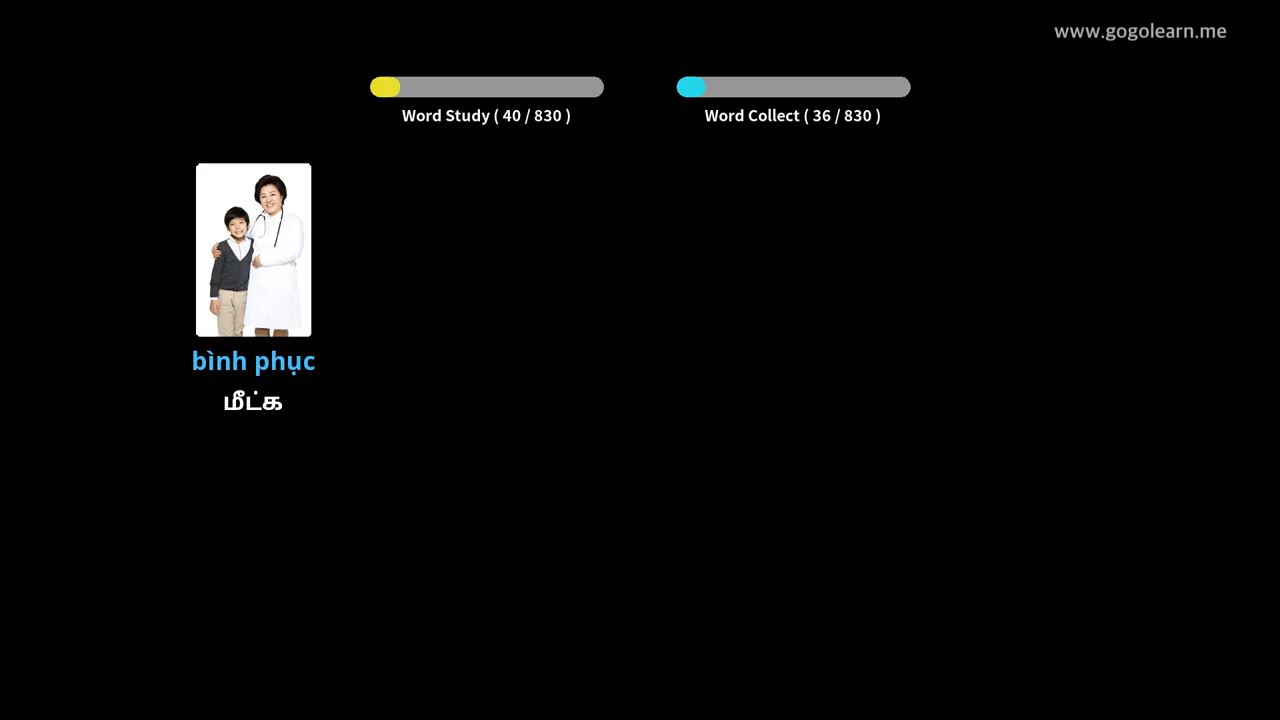 www.gogolearn.me
Word Study ( 40 / 830 )
Word Collect ( 36 / 830 )
bình phục
மீட்க